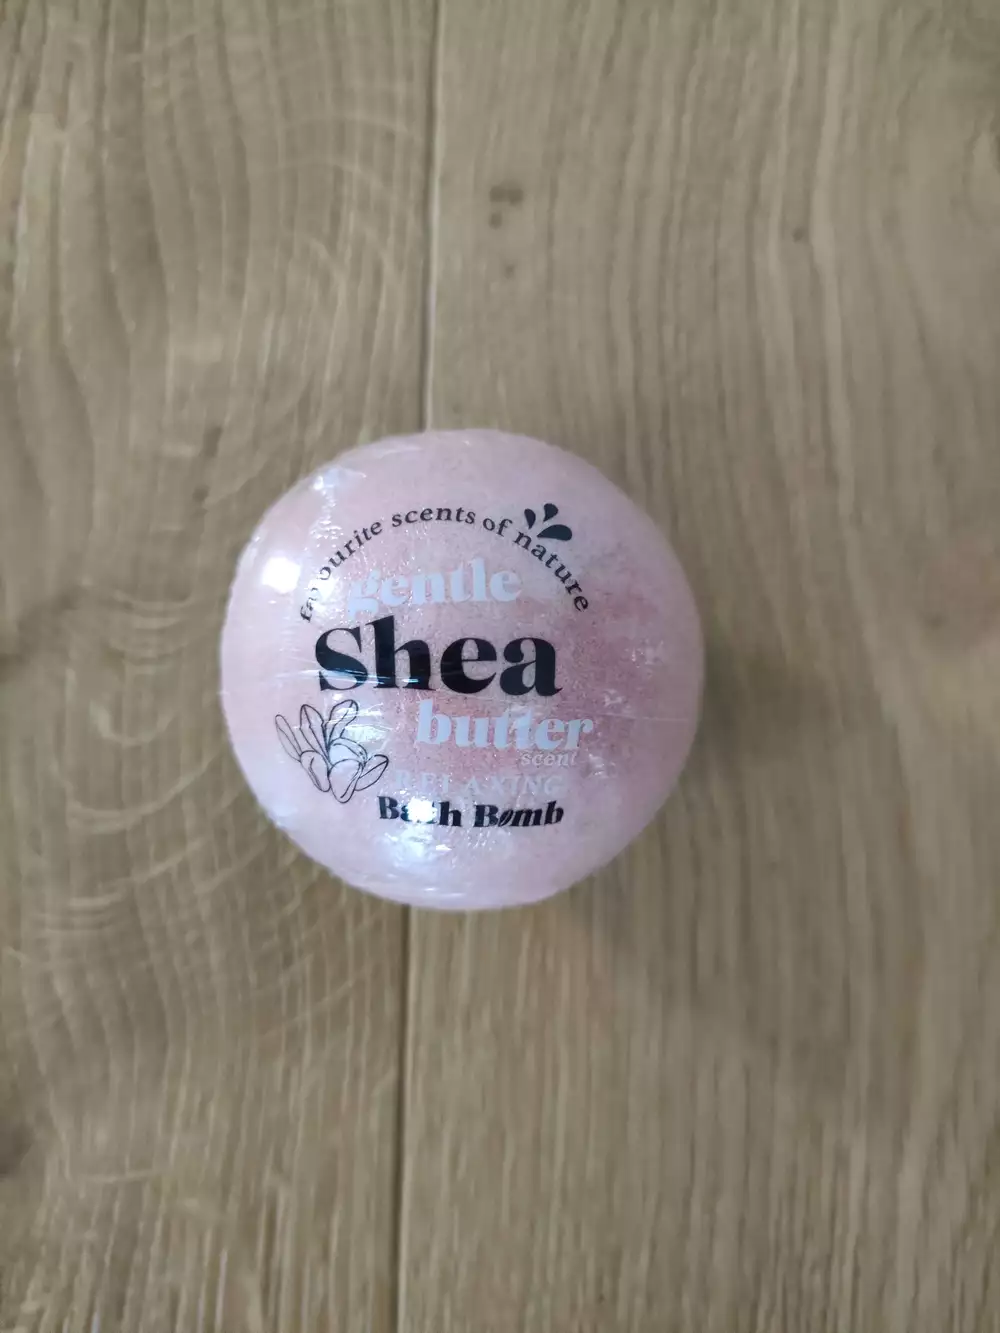 favourite scents of nature
gentle
Shea
butter
scent
RELAXING
Bath Bomb